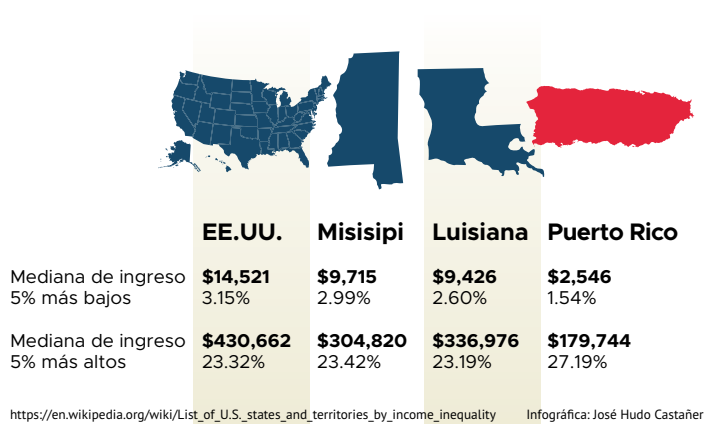 EE.UU. Misisipi Luisiana Puerto Rico
Mediana de ingreso $14,521 $9,715 $9,426 $2,546
5% más bajos 3.15% 2.99% 2.60% 1.54%
Mediana de ingreso $430,662 $304,820 $336,976 $179,744
5% más altos 23.32% 23.42% 23.19% 27.19%
https://en.wikipedia.org/wiki/List_of_U.S._states_and_territories_by_income_inequality Infográfica: José Hudo Castañer